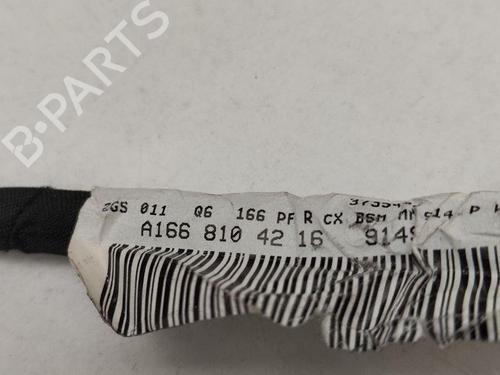 B-PARTS
ZGS 011 Q6 166 PF R CX BSM
A166 810 42 16